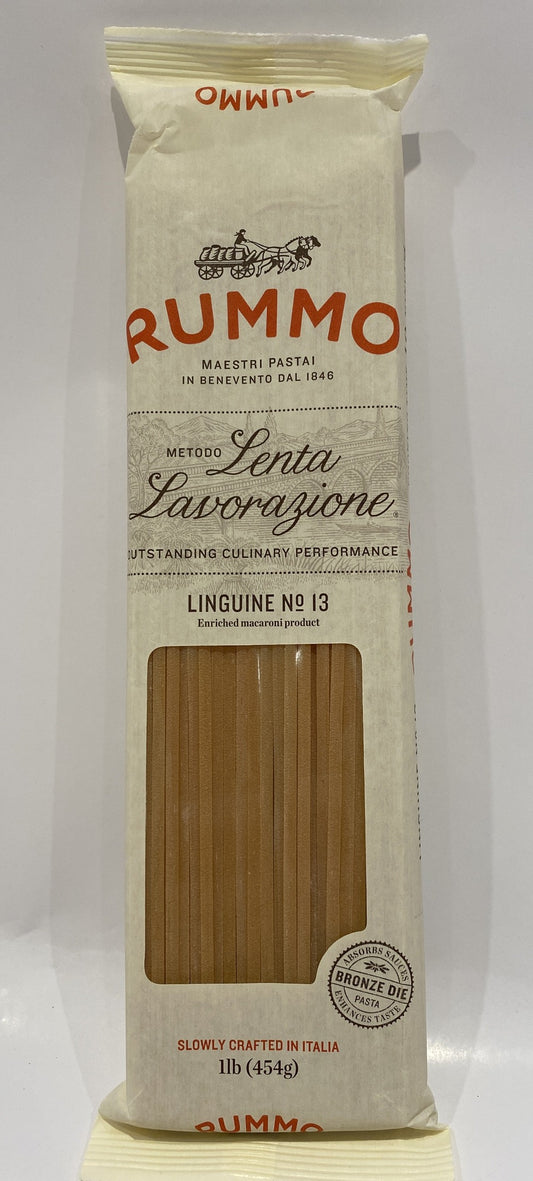 RUMMO
RUMMO
MAESTRI PASTAI
IN BENEVENTO DAL 1846
METODO Lenta
Lavorazione®
OUTSTANDING CULINARY PERFORMANCE
LINGUINE Nº 13
Enriched macaroni product
ABSORBS SAUCES
BRONZE DIE
PASTA
ENHANCES TASTE
SLOWLY CRAFTED IN ITALIA
1lb (454g)
RUMMO